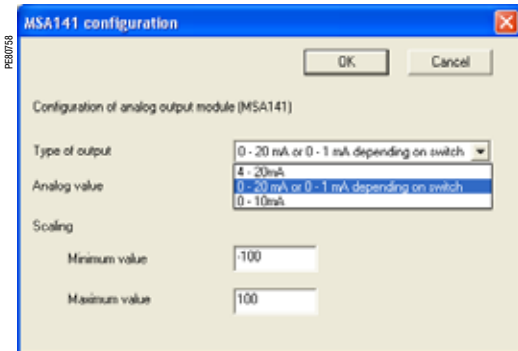 MSA141 configuration
PE80758
OK
Cancel
Configuration of analog output module (MSA141)
Type of output
0 - 20 mA or 0 - 1 mA depending on switch
4 - 20mA
Analog value
0 - 20 mA or 0 - 1 mA depending on switch
0 - 10mA
Scaling
Minimum value
-100
Maximum value
100